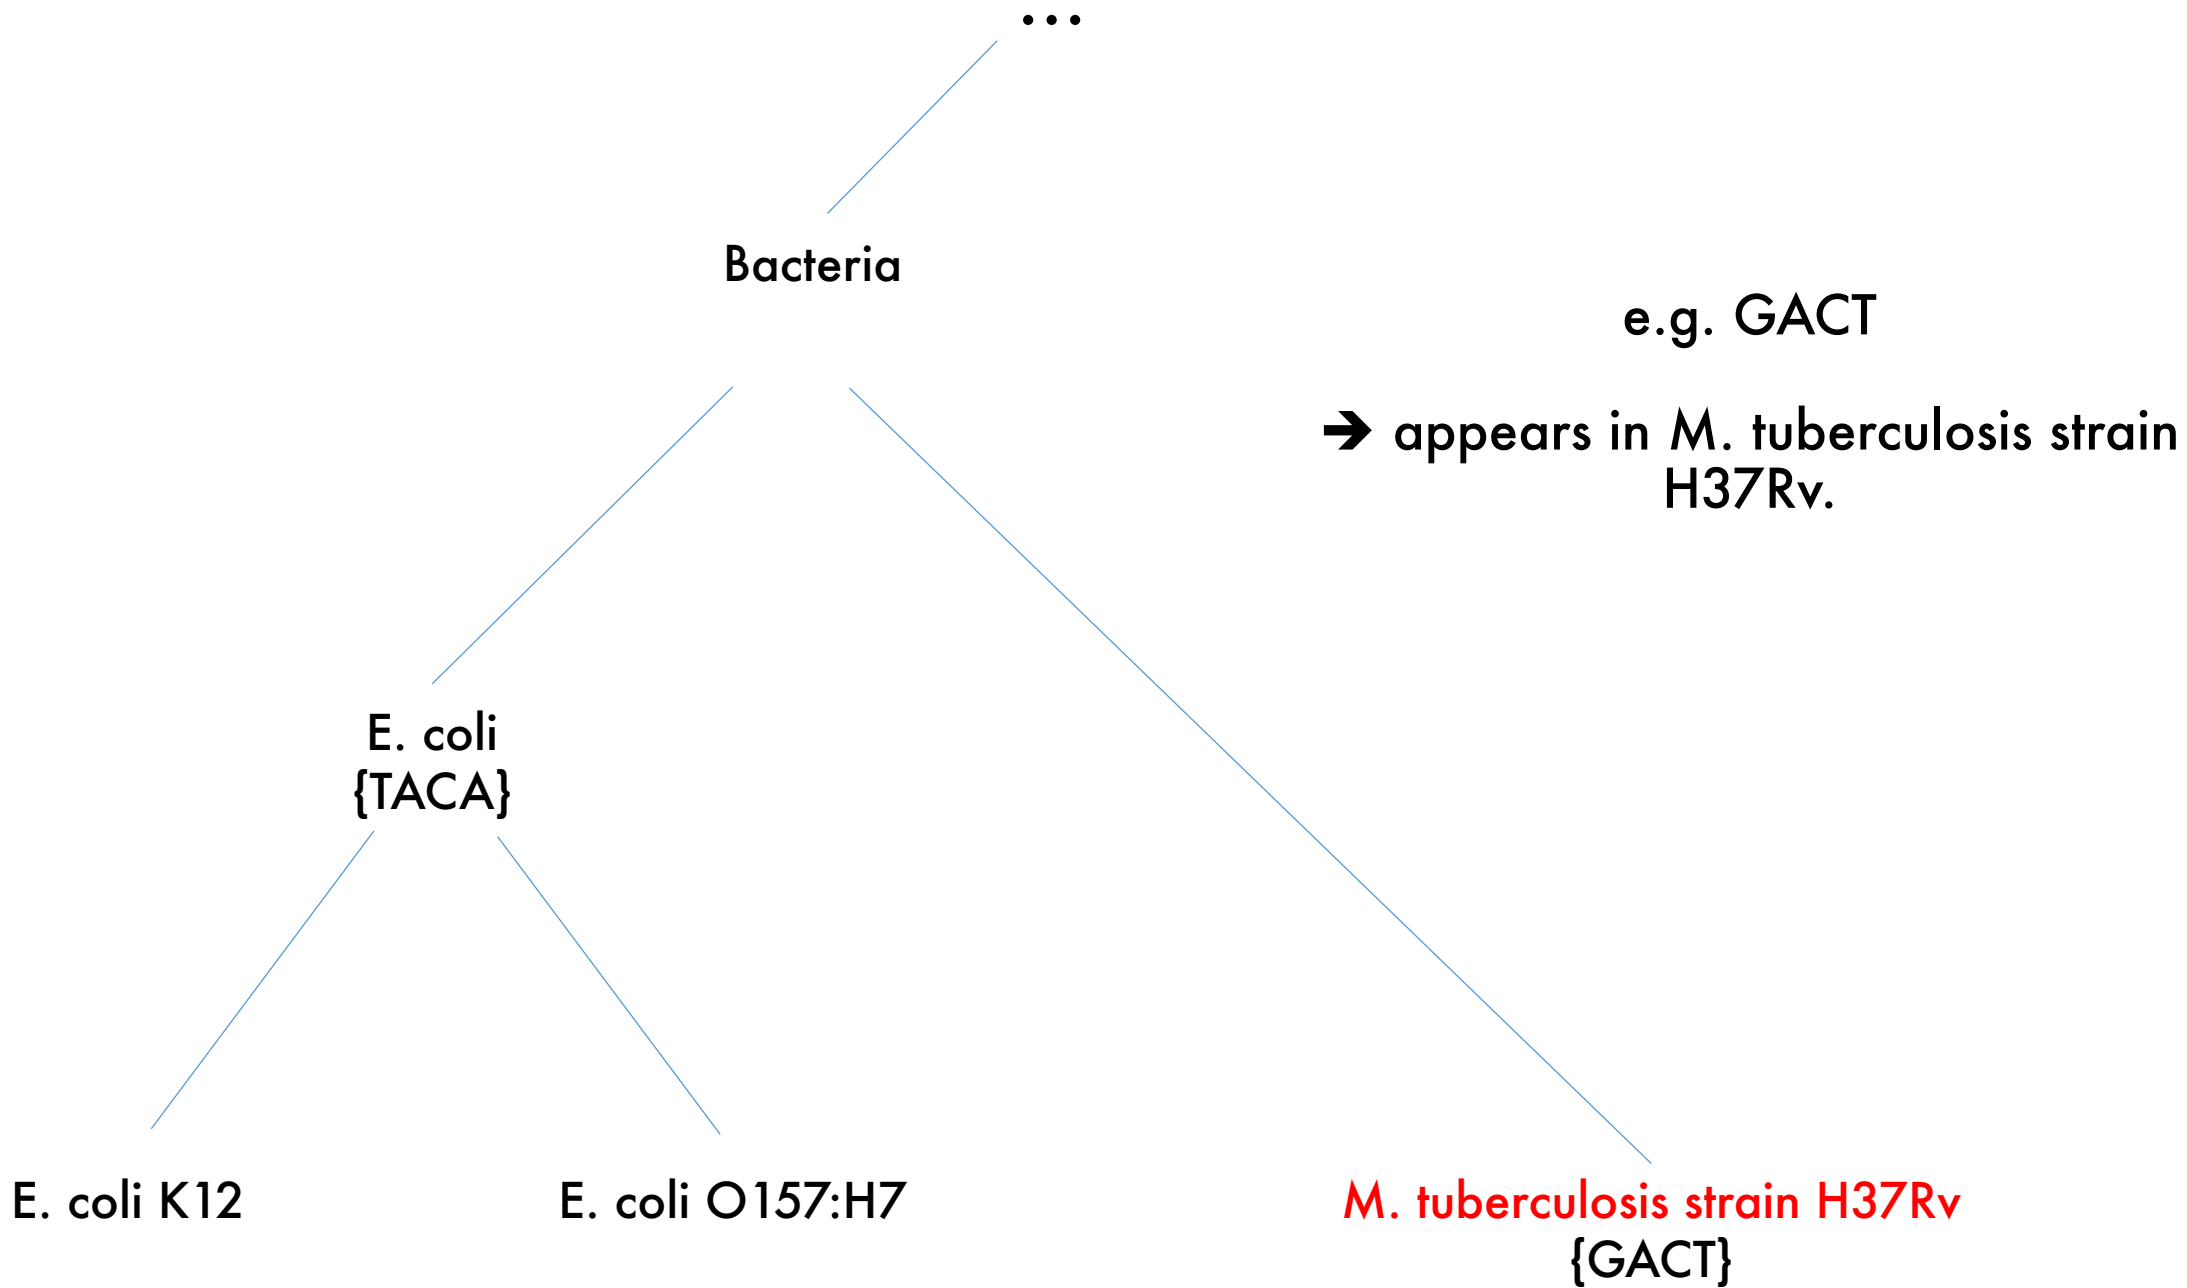 ...
Bacteria
e.g. GACT
➔ appears in M. tuberculosis strain
H37Rv.
E. coli
{TACA}
E. coli K12
E. coli O157:H7
M. tuberculosis strain H37Rv
{GACT}